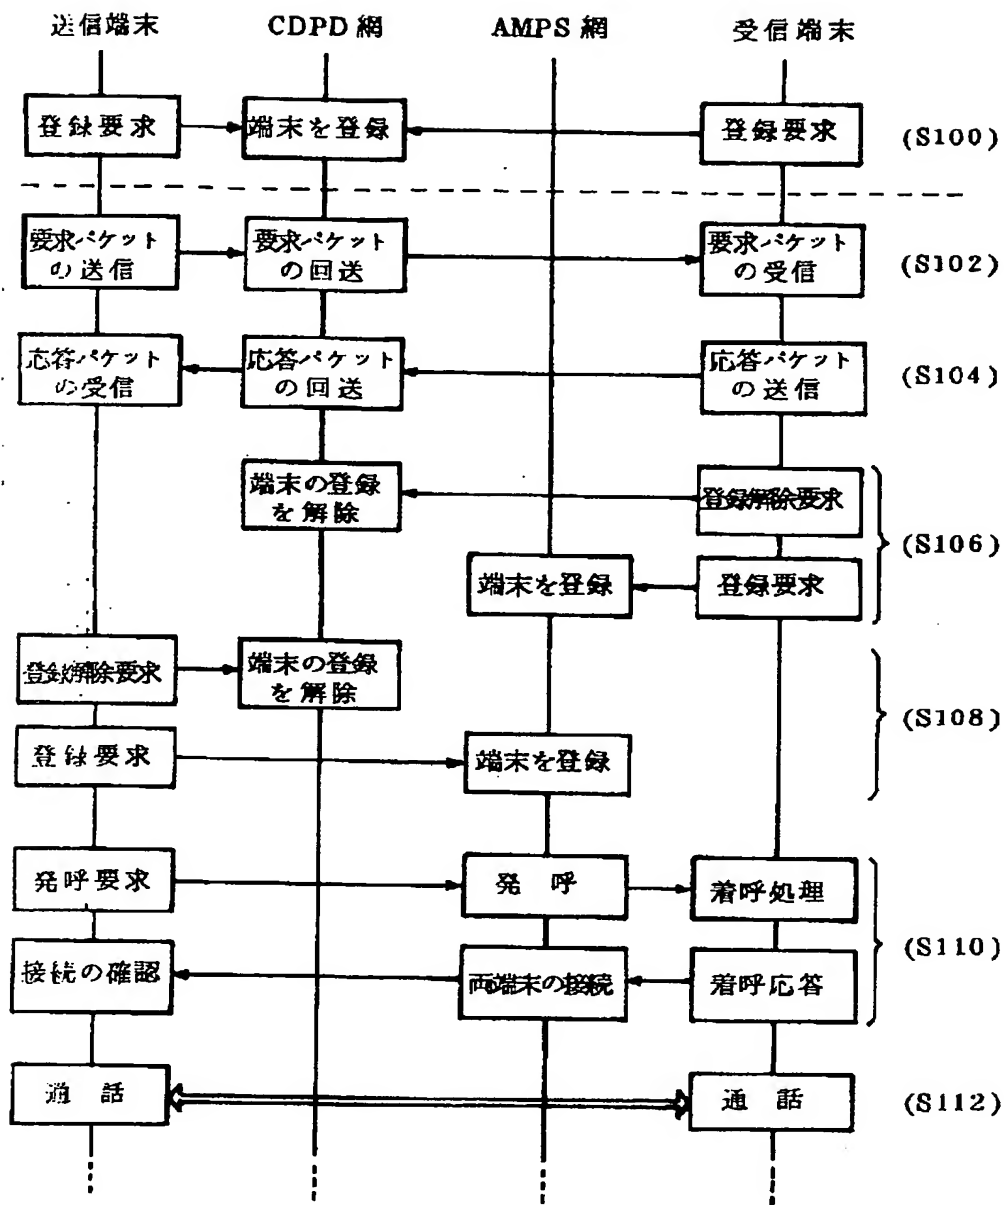 送信端末 CDPD 網 AMPS 網 受信端末
登録要求 端末を登録 登録要求 (S100)
要求パケット 要求パケット 要求パケット
の送信 の回送 の受信 (S102)
応答パケット 応答パケット 応答パケット
の受信 の回送 の送信 (S104)
端末の登録 登録解除要求
を解除
(S106)
端末を登録 登録要求
登録解除要求 端末の登録
を解除
(S108)
登録要求 端末を登録
発呼要求 発呼 着呼処理
(S110)
接続の確認 両端末の接続 着呼応答
通話 通話 (S112)